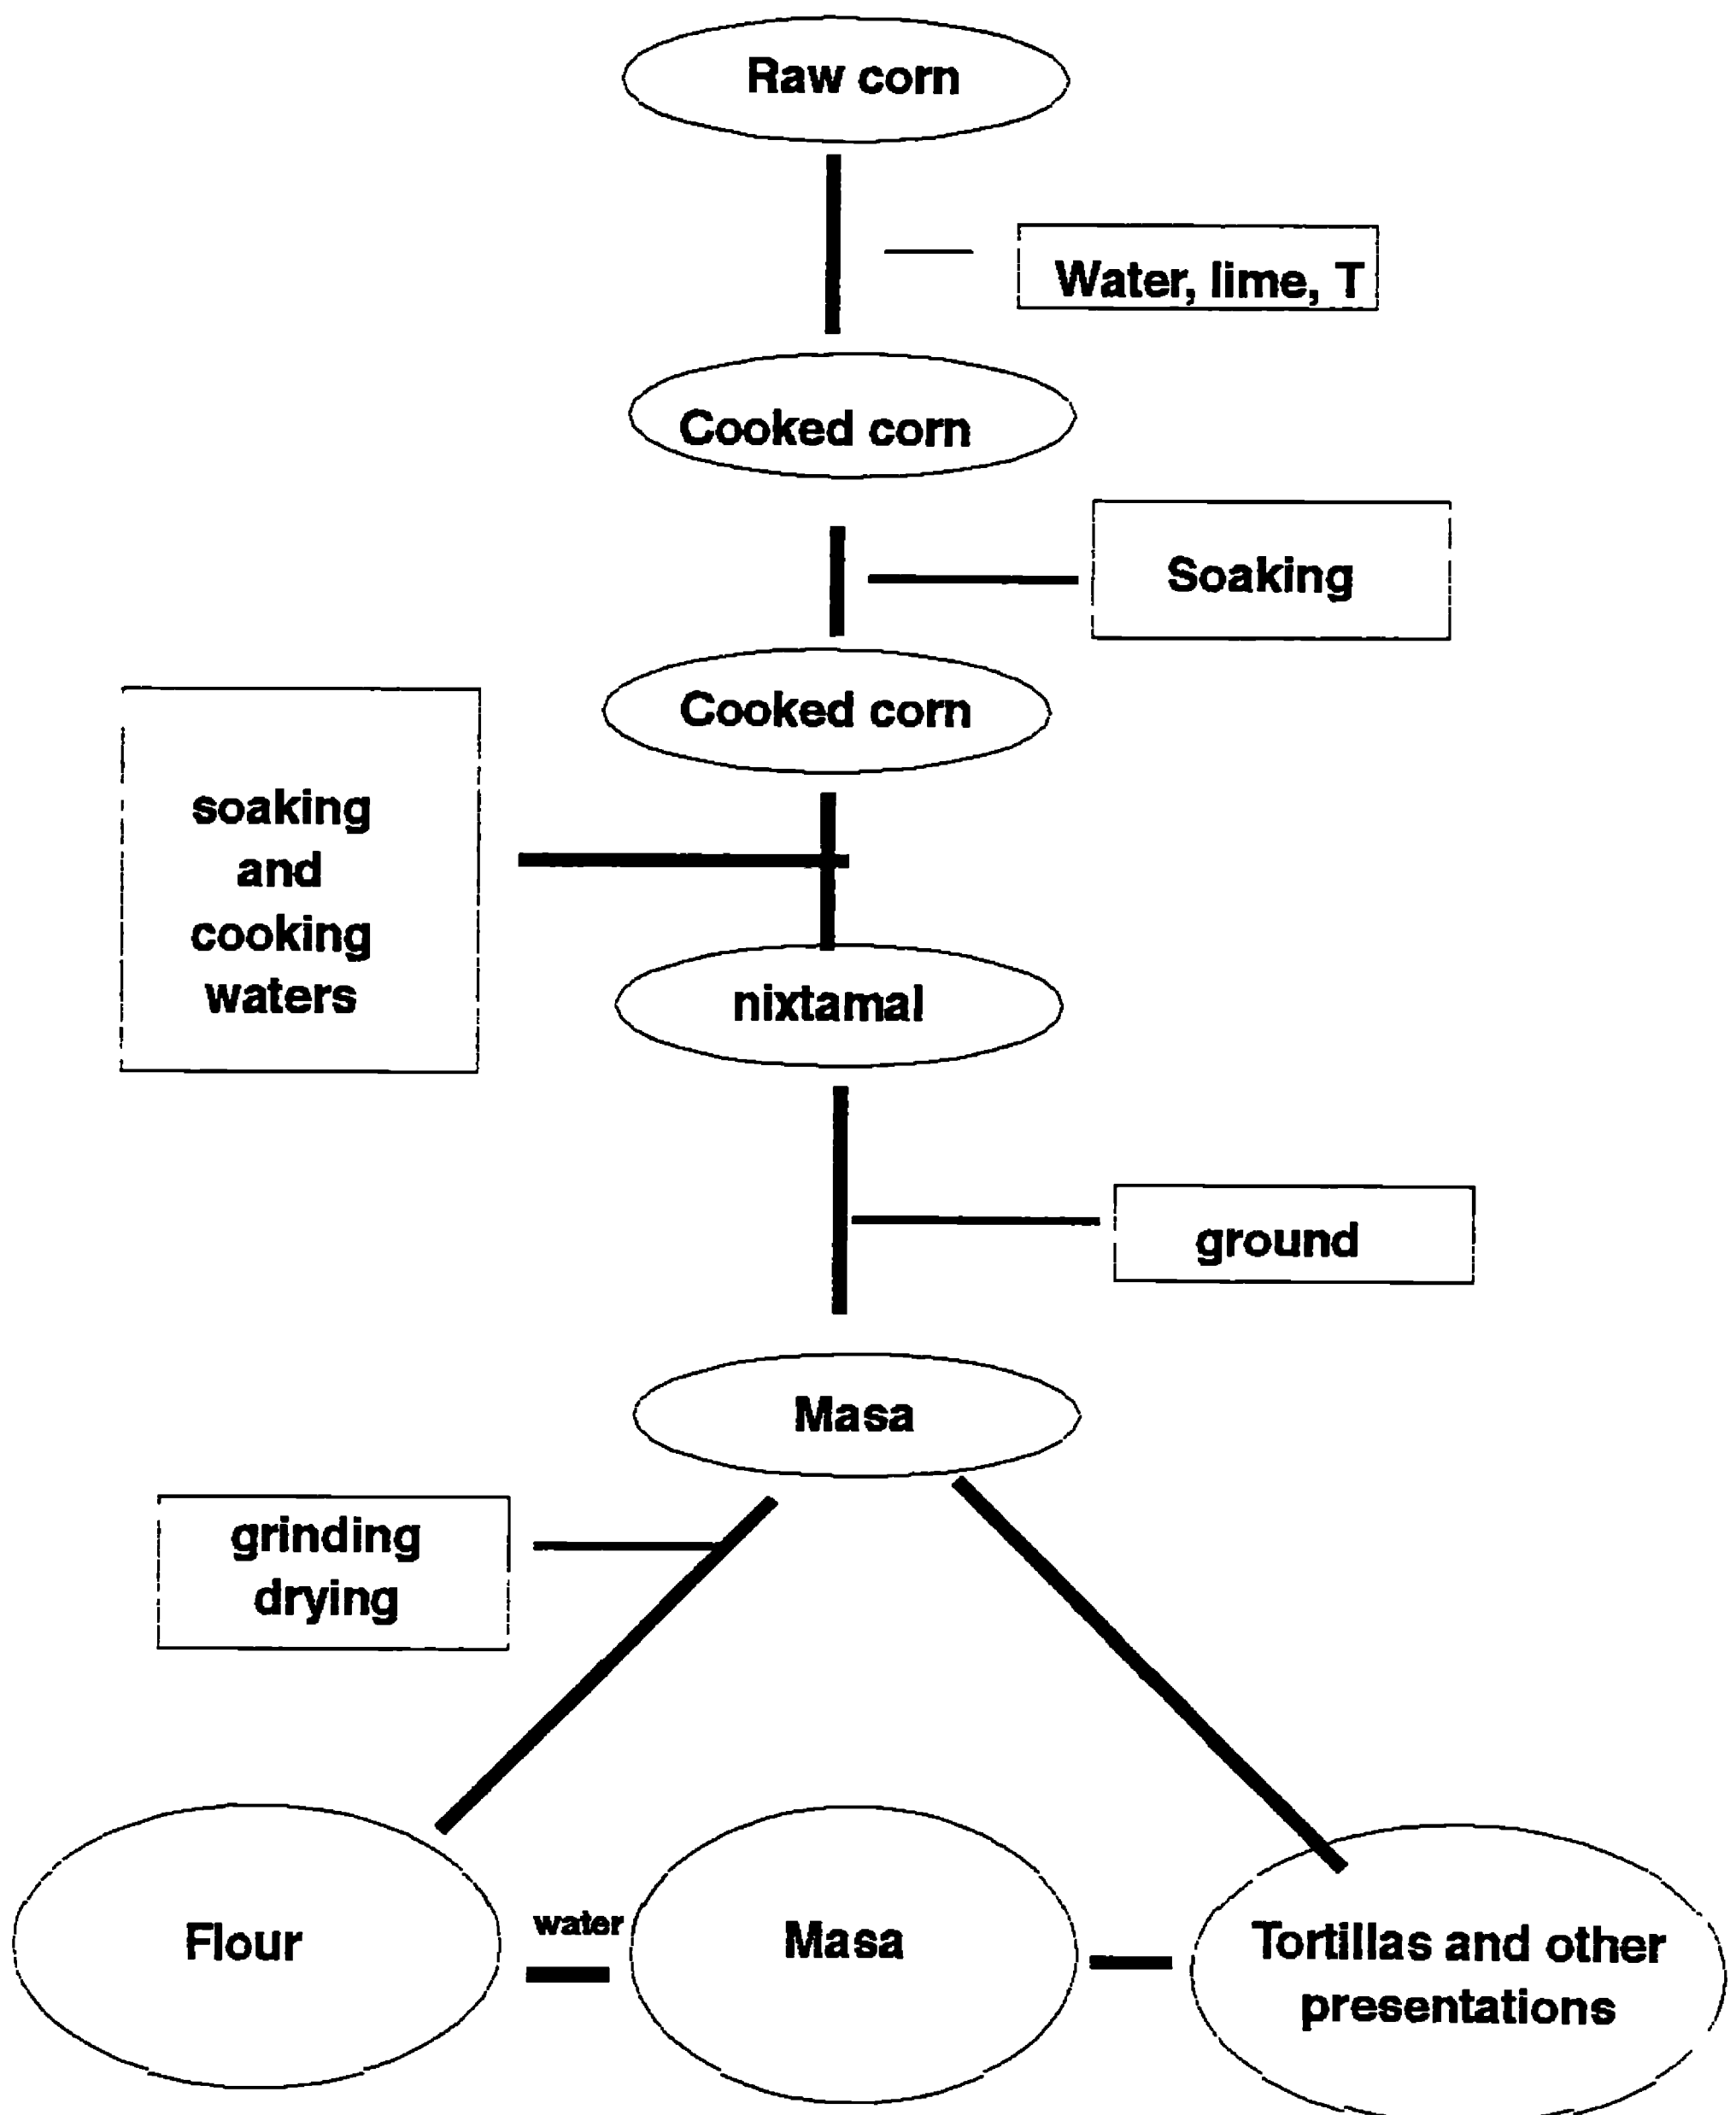 Raw corn
Water, lime, T
Cooked corn
Soaking
Cooked corn
soaking
and
cooking
waters
nixtamal
ground
Masa
grinding
drying
Flour
water
Masa
Tortillas and other
presentations